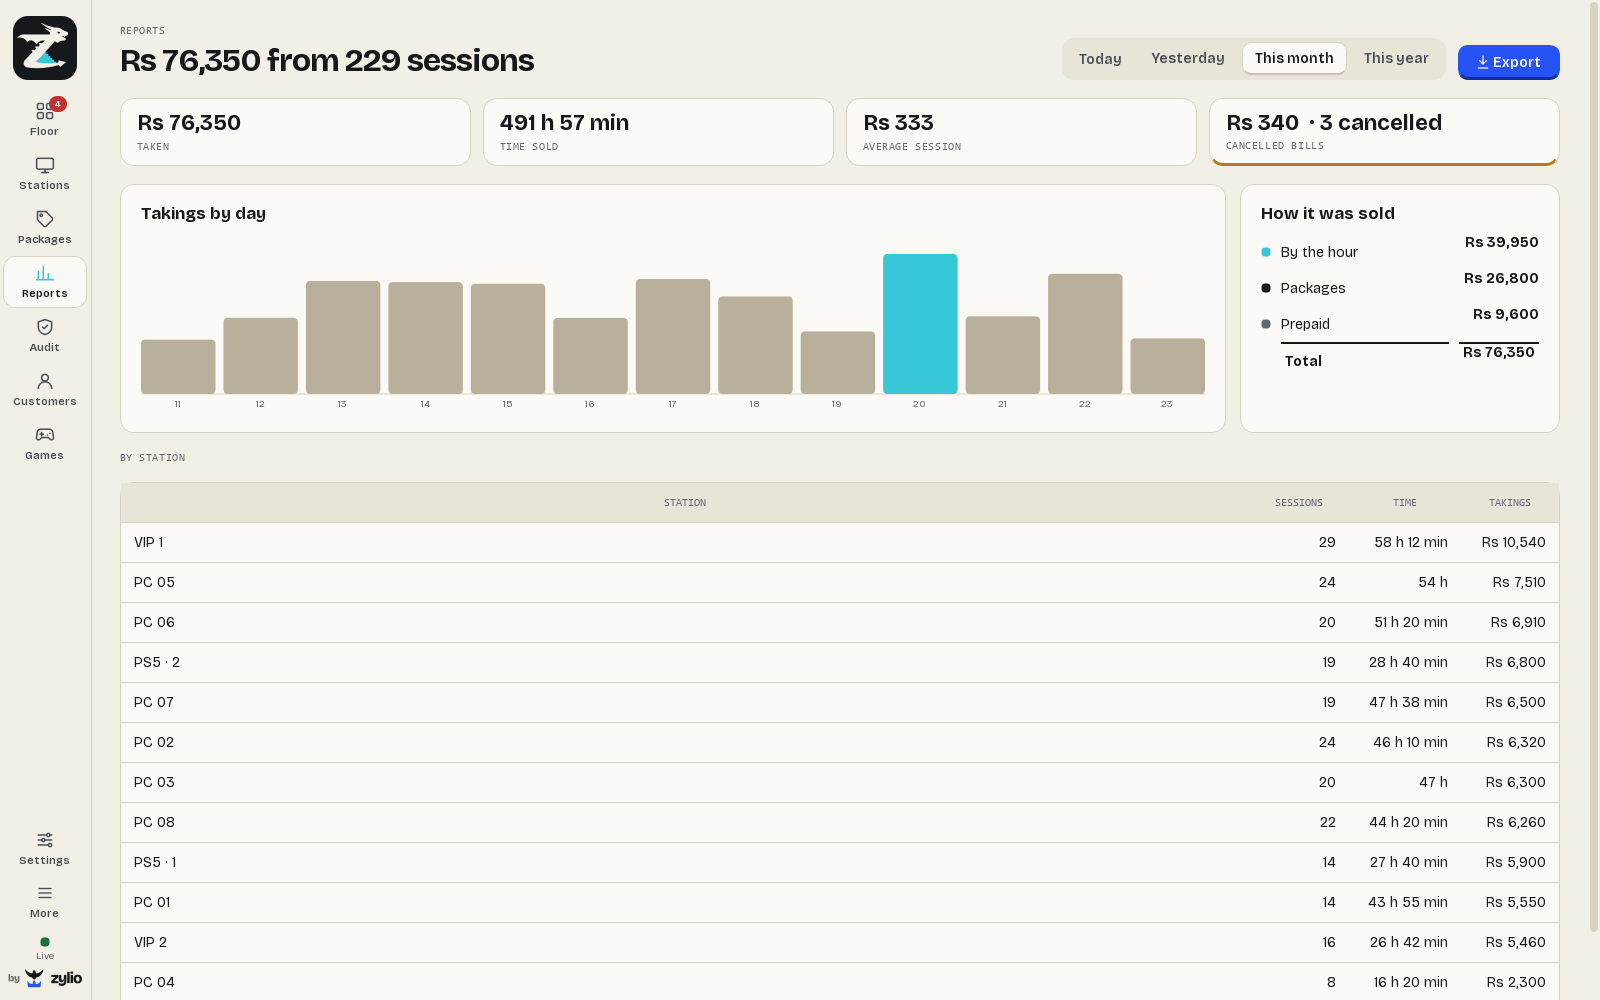 REPORTS
Rs 76,350 from 229 sessions
Today Yesterday This month This year Export
4
Floor
Stations
Packages
Reports
Audit
Customers
Games
Settings
More
Live
by zylio
Rs 76,350
TAKEN
491 h 57 min
TIME SOLD
Rs 333
AVERAGE SESSION
Rs 340 · 3 cancelled
CANCELLED BILLS
Takings by day
11 12 13 14 15 16 17 18 19 20 21 22 23
How it was sold
By the hour Rs 39,950
Packages Rs 26,800
Prepaid Rs 9,600
Total Rs 76,350
BY STATION
STATION SESSIONS TIME TAKINGS
VIP 1 29 58 h 12 min Rs 10,540
PC 05 24 54 h Rs 7,510
PC 06 20 51 h 20 min Rs 6,910
PS5 · 2 19 28 h 40 min Rs 6,800
PC 07 19 47 h 38 min Rs 6,500
PC 02 24 46 h 10 min Rs 6,320
PC 03 20 47 h Rs 6,300
PC 08 22 44 h 20 min Rs 6,260
PS5 · 1 14 27 h 40 min Rs 5,900
PC 01 14 43 h 55 min Rs 5,550
VIP 2 16 26 h 42 min Rs 5,460
PC 04 8 16 h 20 min Rs 2,300